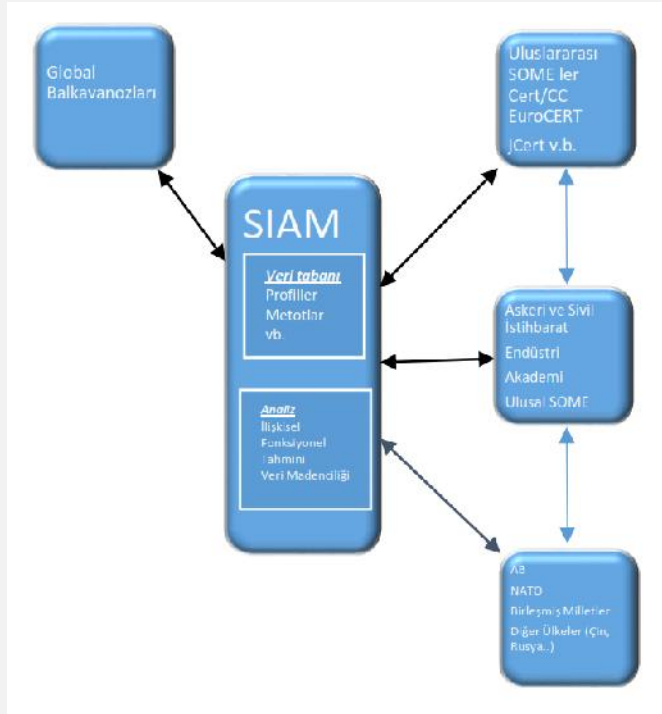 Global
Balkavanozları
Uluslararası
SOME ler
Cert/CC
EuroCERT
JCert v.b.
SIAM
Veri tabanı
Profiller
Metotlar
vb.
Analiz
İlişkisel
Fonksiyonel
Tahmini
Veri Madenciliği
Askeri ve Sivil
İstihbarat
Endüstri
Akademi
Ulusal SOME
AB
NATO
Birleşmiş Milletler
Diğer Ülkeler (Çin,
Rusya..)